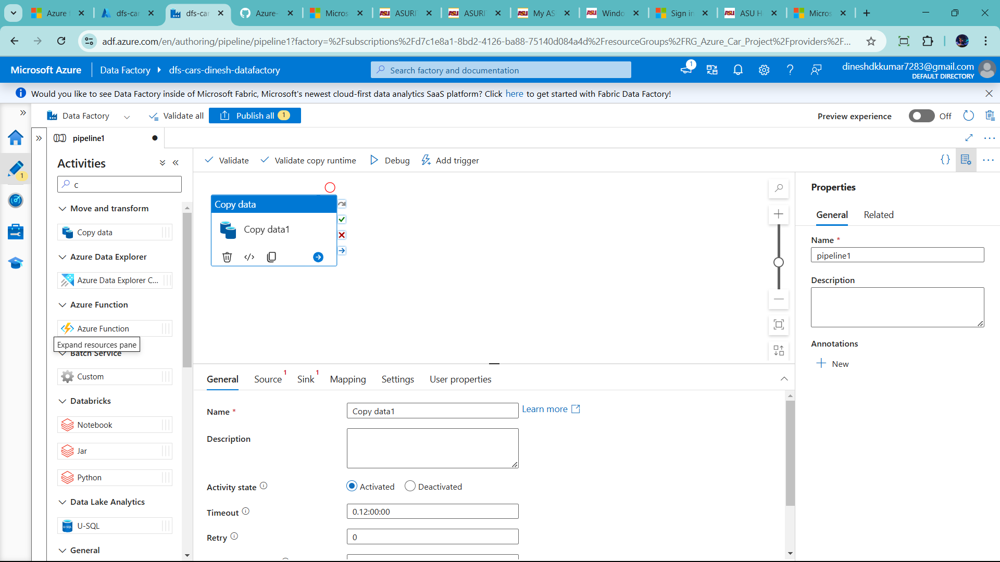 Azure
dfs-car
dfs-car
Azure-
Micros
ASURI
ASURI
My AS
Windo
Sign in
ASU H
Micros
adf.azure.com/en/authoring/pipeline/pipeline1?factory=%2Fsubscriptions%2Fd7c1e8a1-8bd2-4126-ba88-75140d084a4d%2FresourceGroups%2FRG_Azure_Car_Project%2Fproviders%2F...
Microsoft Azure
Data Factory
dfs-cars-dinesh-datafactory
Search factory and documentation
1
dineshdkkumar7283@gmail.com
DEFAULT DIRECTORY
Would you like to see Data Factory inside of Microsoft Fabric, Microsoft's newest cloud-first data analytics SaaS platform? Click here to get started with Fabric Data Factory!
Data Factory
Validate all
Publish all 1
Preview experience
Off
pipeline1
1
Activities
c
Move and transform
Copy data
Azure Data Explorer
Azure Data Explorer C...
Azure Function
Azure Function
Expand resources pane
Batch Service
Custom
Databricks
Notebook
Jar
Python
Data Lake Analytics
U-SQL
General
Validate
Validate copy runtime
Debug
Add trigger
Copy data
Copy data1
General
Source 1
Sink 1
Mapping
Settings
User properties
Name *
Copy data1
Learn more
Description
Activity state
Activated
Deactivated
Timeout
0.12:00:00
Retry
0
Properties
General
Related
Name *
pipeline1
Description
Annotations
New